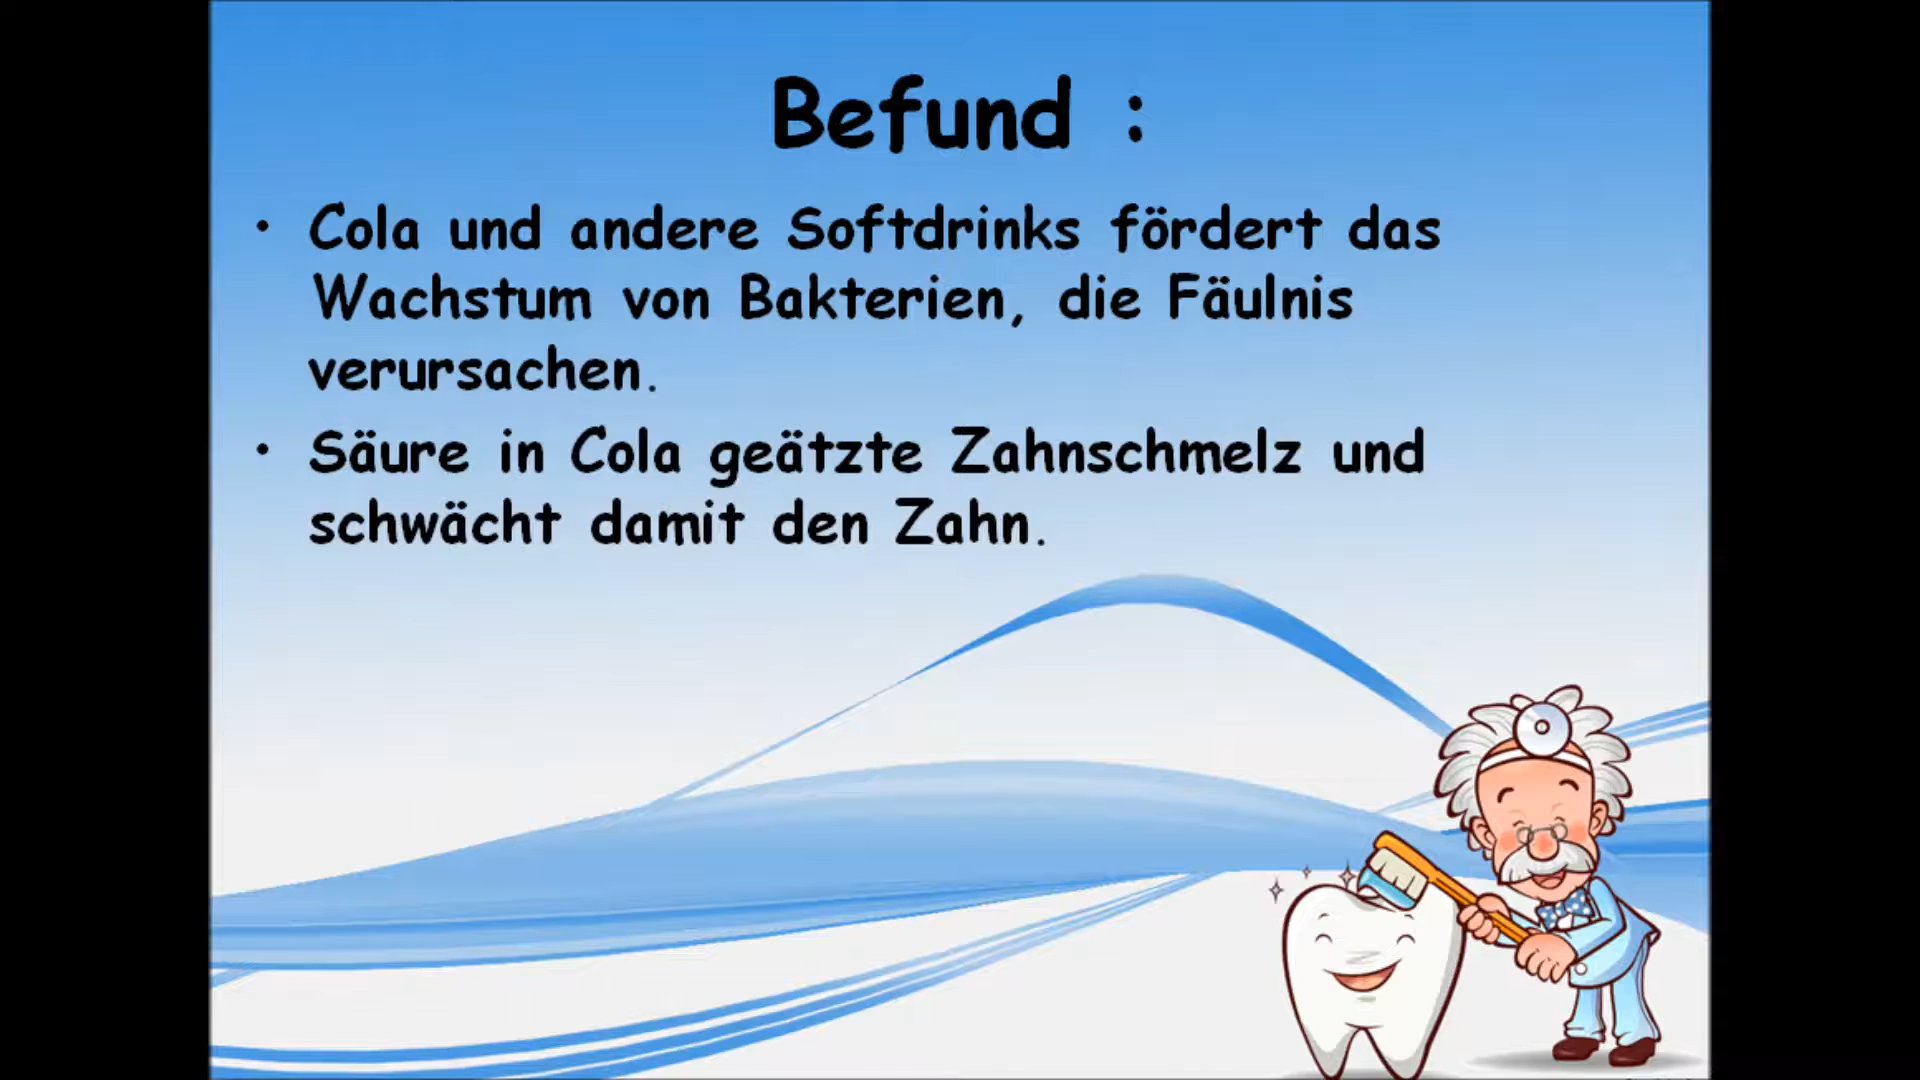 Befund :
• Cola und andere Softdrinks fördert das
Wachstum von Bakterien, die Fäulnis
verursachen.
• Säure in Cola geätzte Zahnschmelz und
schwächt damit den Zahn.